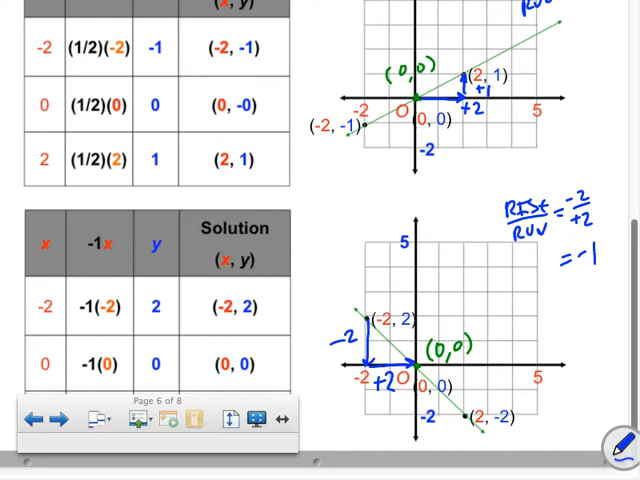 (x, y)
-2 (1/2)(-2) -1 (-2, -1)
0 (1/2)(0) 0 (0, -0)
2 (1/2)(2) 1 (2, 1)
x -1x y Solution (x, y)
-2 -1(-2) 2 (-2, 2)
0 -1(0) 0 (0, 0)
Page 6 of 8
(0,0)
(2, 1)
+1
-2 O +2 5
(-2, -1) (0, 0)
-2
RISE/RUN = -2/+2
= -1
5
(-2, 2)
-2
(0,0)
-2 +2 O (0, 0) 5
-2 (2, -2)